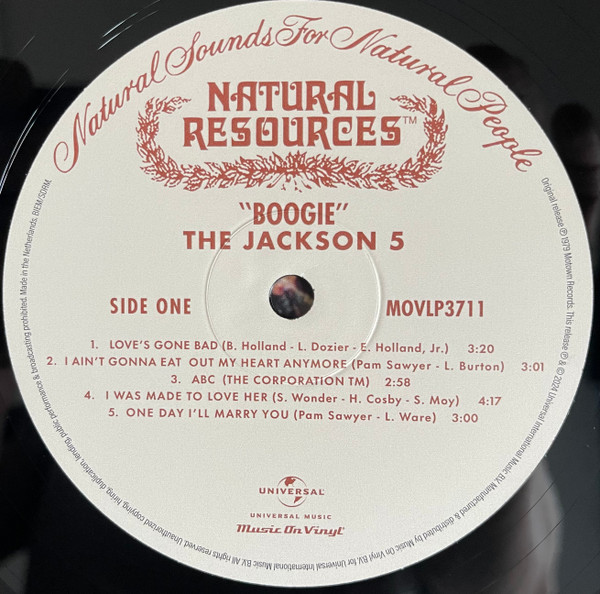 Natural Sounds For Natural People
NATURAL
RESOURCES™
"BOOGIE"
THE JACKSON 5
SIDE ONE
MOVLP3711
1. LOVE'S GONE BAD (B. Holland - L. Dozier - E. Holland, Jr.) 3:20
2. I AIN'T GONNA EAT OUT MY HEART ANYMORE (Pam Sawyer - L. Burton) 3:01
3. ABC (THE CORPORATION TM) 2:58
4. I WAS MADE TO LOVE HER (S. Wonder - H. Cosby - S. Moy) 4:17
5. ONE DAY I'LL MARRY YOU (Pam Sawyer - L. Ware) 3:00
UNIVERSAL
UNIVERSAL MUSIC
Music On Vinyl
Original release ℗ 1979 Motown Records. This release ℗ & © 2024 Universal International Music B.V. Manufactured & distributed by Music On Vinyl B.V. for Universal International Music B.V. All rights reserved. Unauthorized copying, hiring, duplication, lending, public performance & broadcasting prohibited. Made in the Netherlands. BIEM/SDRM.